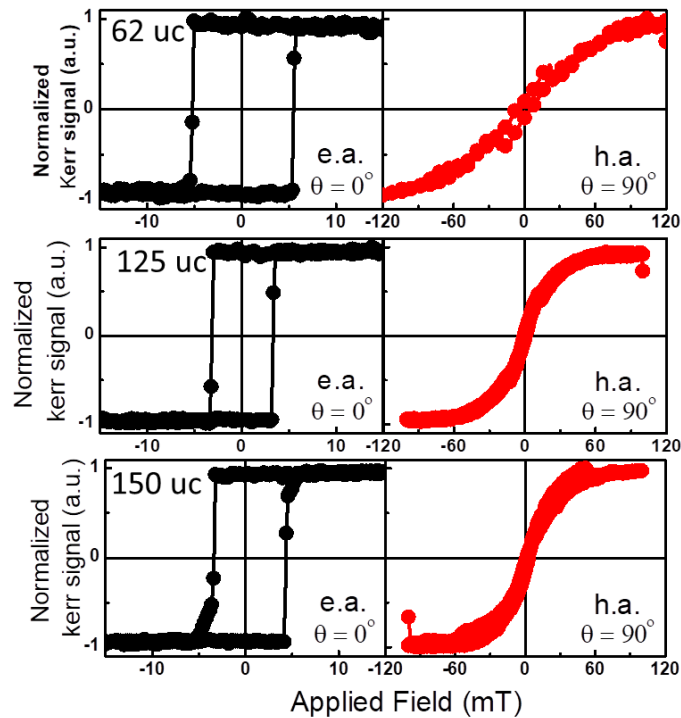 Normalized
Kerr signal (a.u.)
1
0
-1
62 uc
e.a.
θ = 0°
h.a.
θ = 90°
-10 0 10 -120 -60 0 60 120
Normalized
kerr signal (a.u.)
1
0
-1
125 uc
e.a.
θ = 0°
h.a.
θ = 90°
-10 0 10 -120 -60 0 60 120
Normalized
kerr signal (a.u.)
1
0
-1
150 uc
e.a.
θ = 0°
h.a.
θ = 90°
-10 0 10 -120 -60 0 60 120
Applied Field (mT)